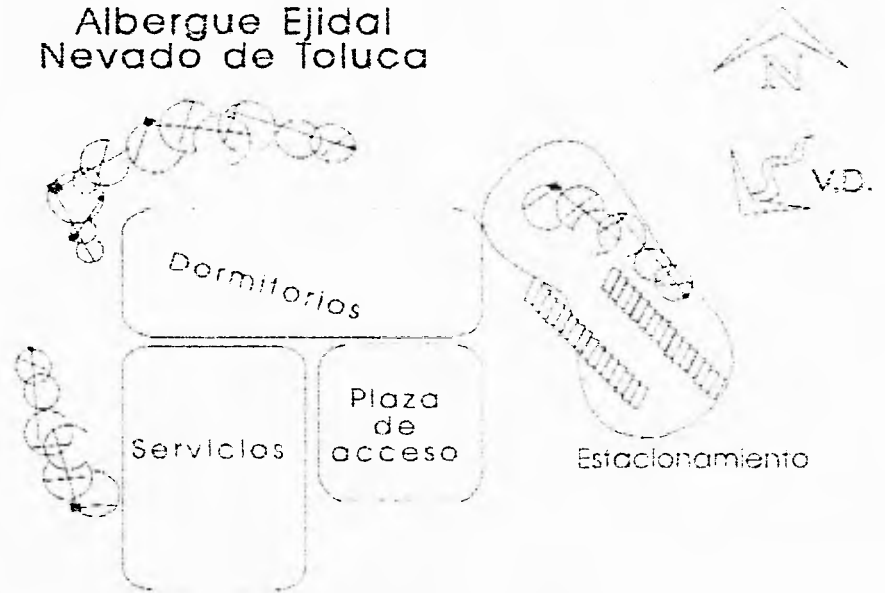 Albergue Ejidal
Nevado de Toluca
N
V.D.
Dormitorios
Plaza
de
acceso
Servicios
Estacionamiento